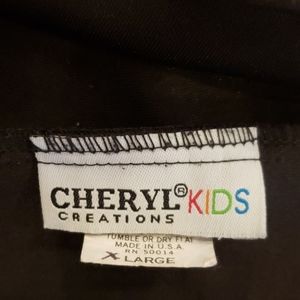 CHERYL® KIDS
CREATIONS
TUMBLE OR DRY FLAT
MADE IN U.S.A.
RN 50014
X LARGE